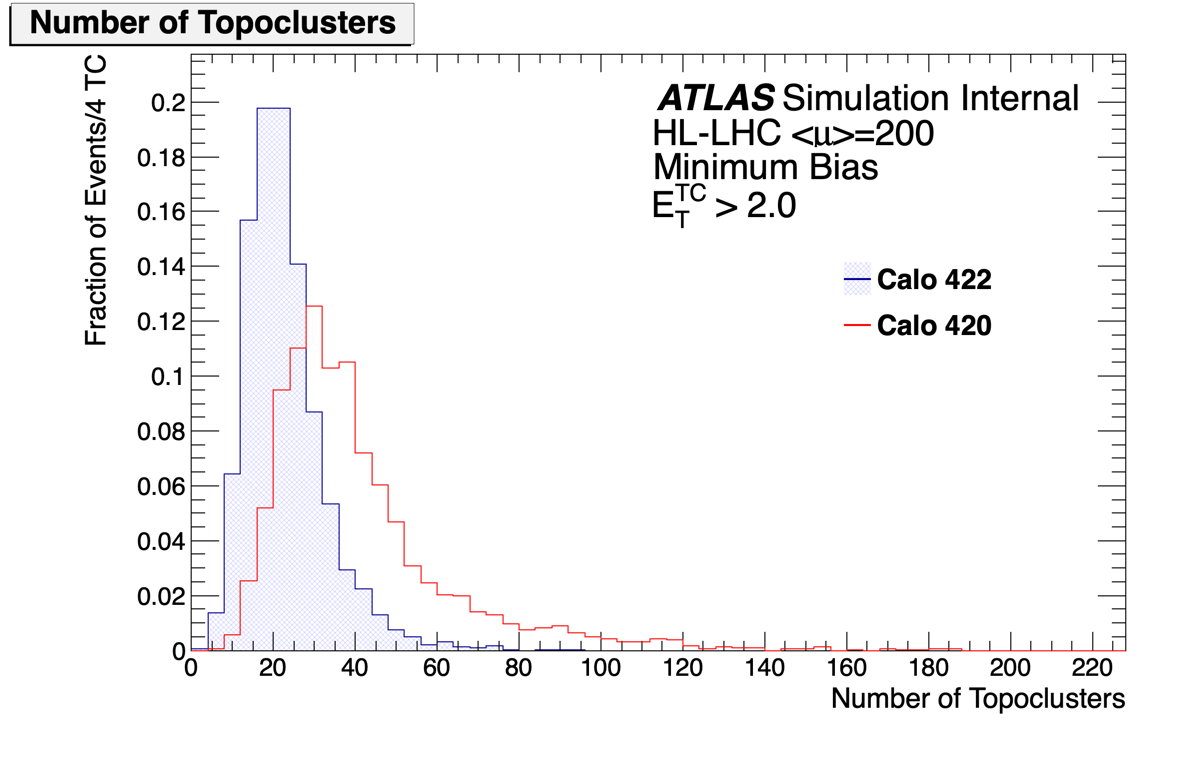 Number of Topoclusters
Fraction of Events/4 TC
0.2
0.18
0.16
0.14
0.12
0.1
0.08
0.06
0.04
0.02
0
ATLAS Simulation Internal
HL-LHC <μ>=200
Minimum Bias
E_T^TC > 2.0
Calo 422
Calo 420
0 20 40 60 80 100 120 140 160 180 200 220
Number of Topoclusters